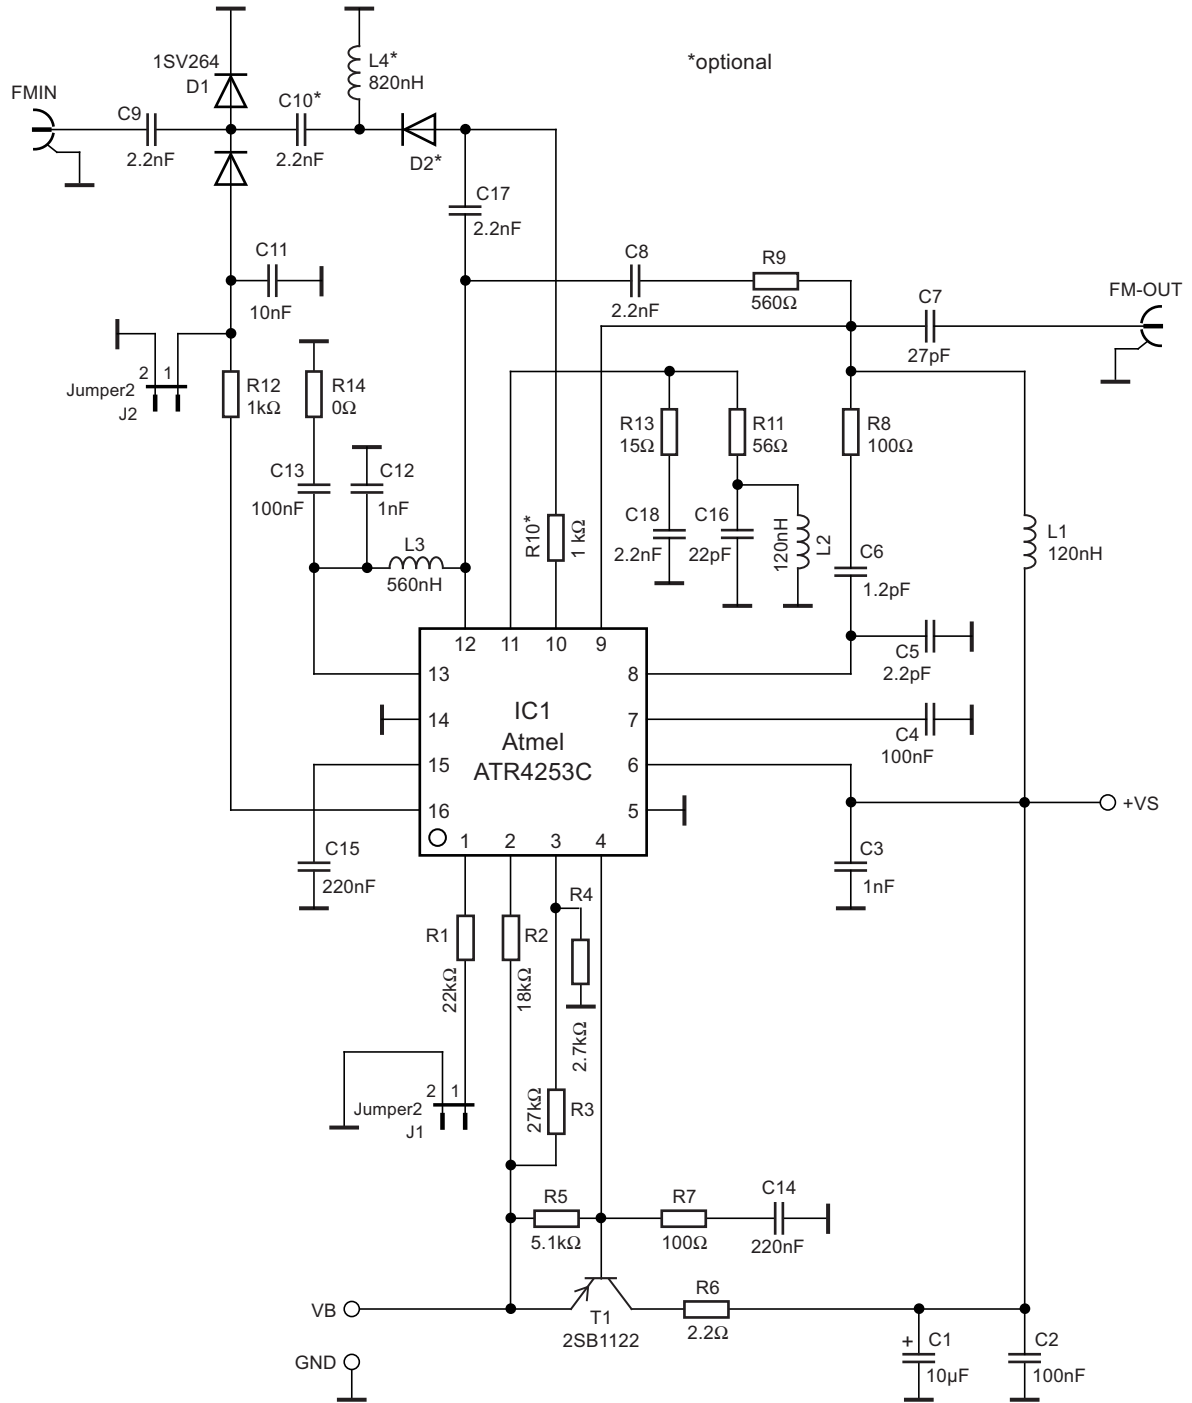 *optional
1SV264
D1
L4*
820nH
FMIN
C9
2.2nF
C10*
2.2nF
D2*
C17
2.2nF
C11
10nF
C8
2.2nF
R9
560Ω
C7
27pF
FM-OUT
2 1
Jumper2
J2
R12
1kΩ
R14
0Ω
R13
15Ω
R11
56Ω
R8
100Ω
C13
100nF
C12
1nF
R10*
1 kΩ
C18
2.2nF
C16
22pF
120nH
L2
L1
120nH
L3
560nH
C6
1.2pF
C5
2.2pF
C4
100nF
12 11 10 9
13
14
15
16
8
7
6
5
IC1
Atmel
ATR4253C
1 2 3 4
+VS
C15
220nF
C3
1nF
R1
22kΩ
R2
18kΩ
R4
2.7kΩ
27kΩ
R3
2 1
Jumper2
J1
R5
5.1kΩ
R7
100Ω
C14
220nF
VB
T1
2SB1122
R6
2.2Ω
+
C1
10µF
C2
100nF
GND